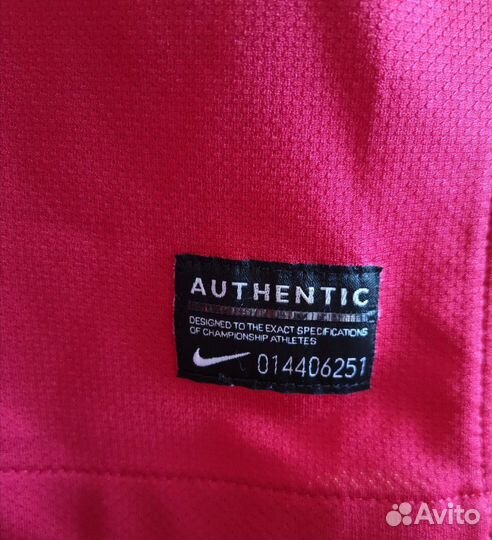 AUTHENTIC
DESIGNED TO THE EXACT SPECIFICATIONS
OF CHAMPIONSHIP ATHLETES
014406251
Avito